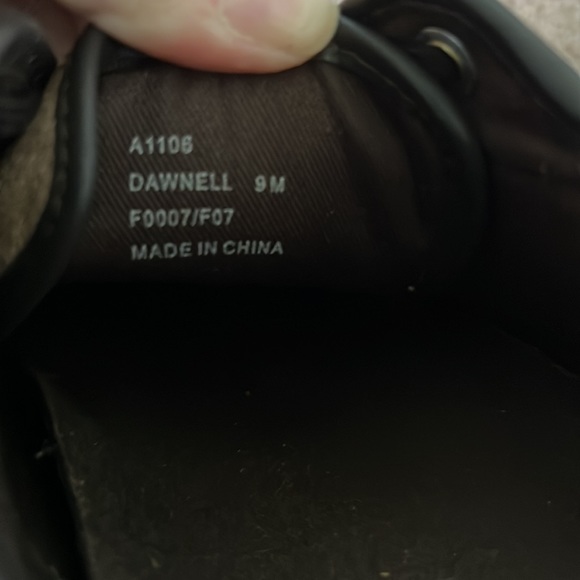 A1106
DAWNELL 9M
F0007/F07
MADE IN CHINA